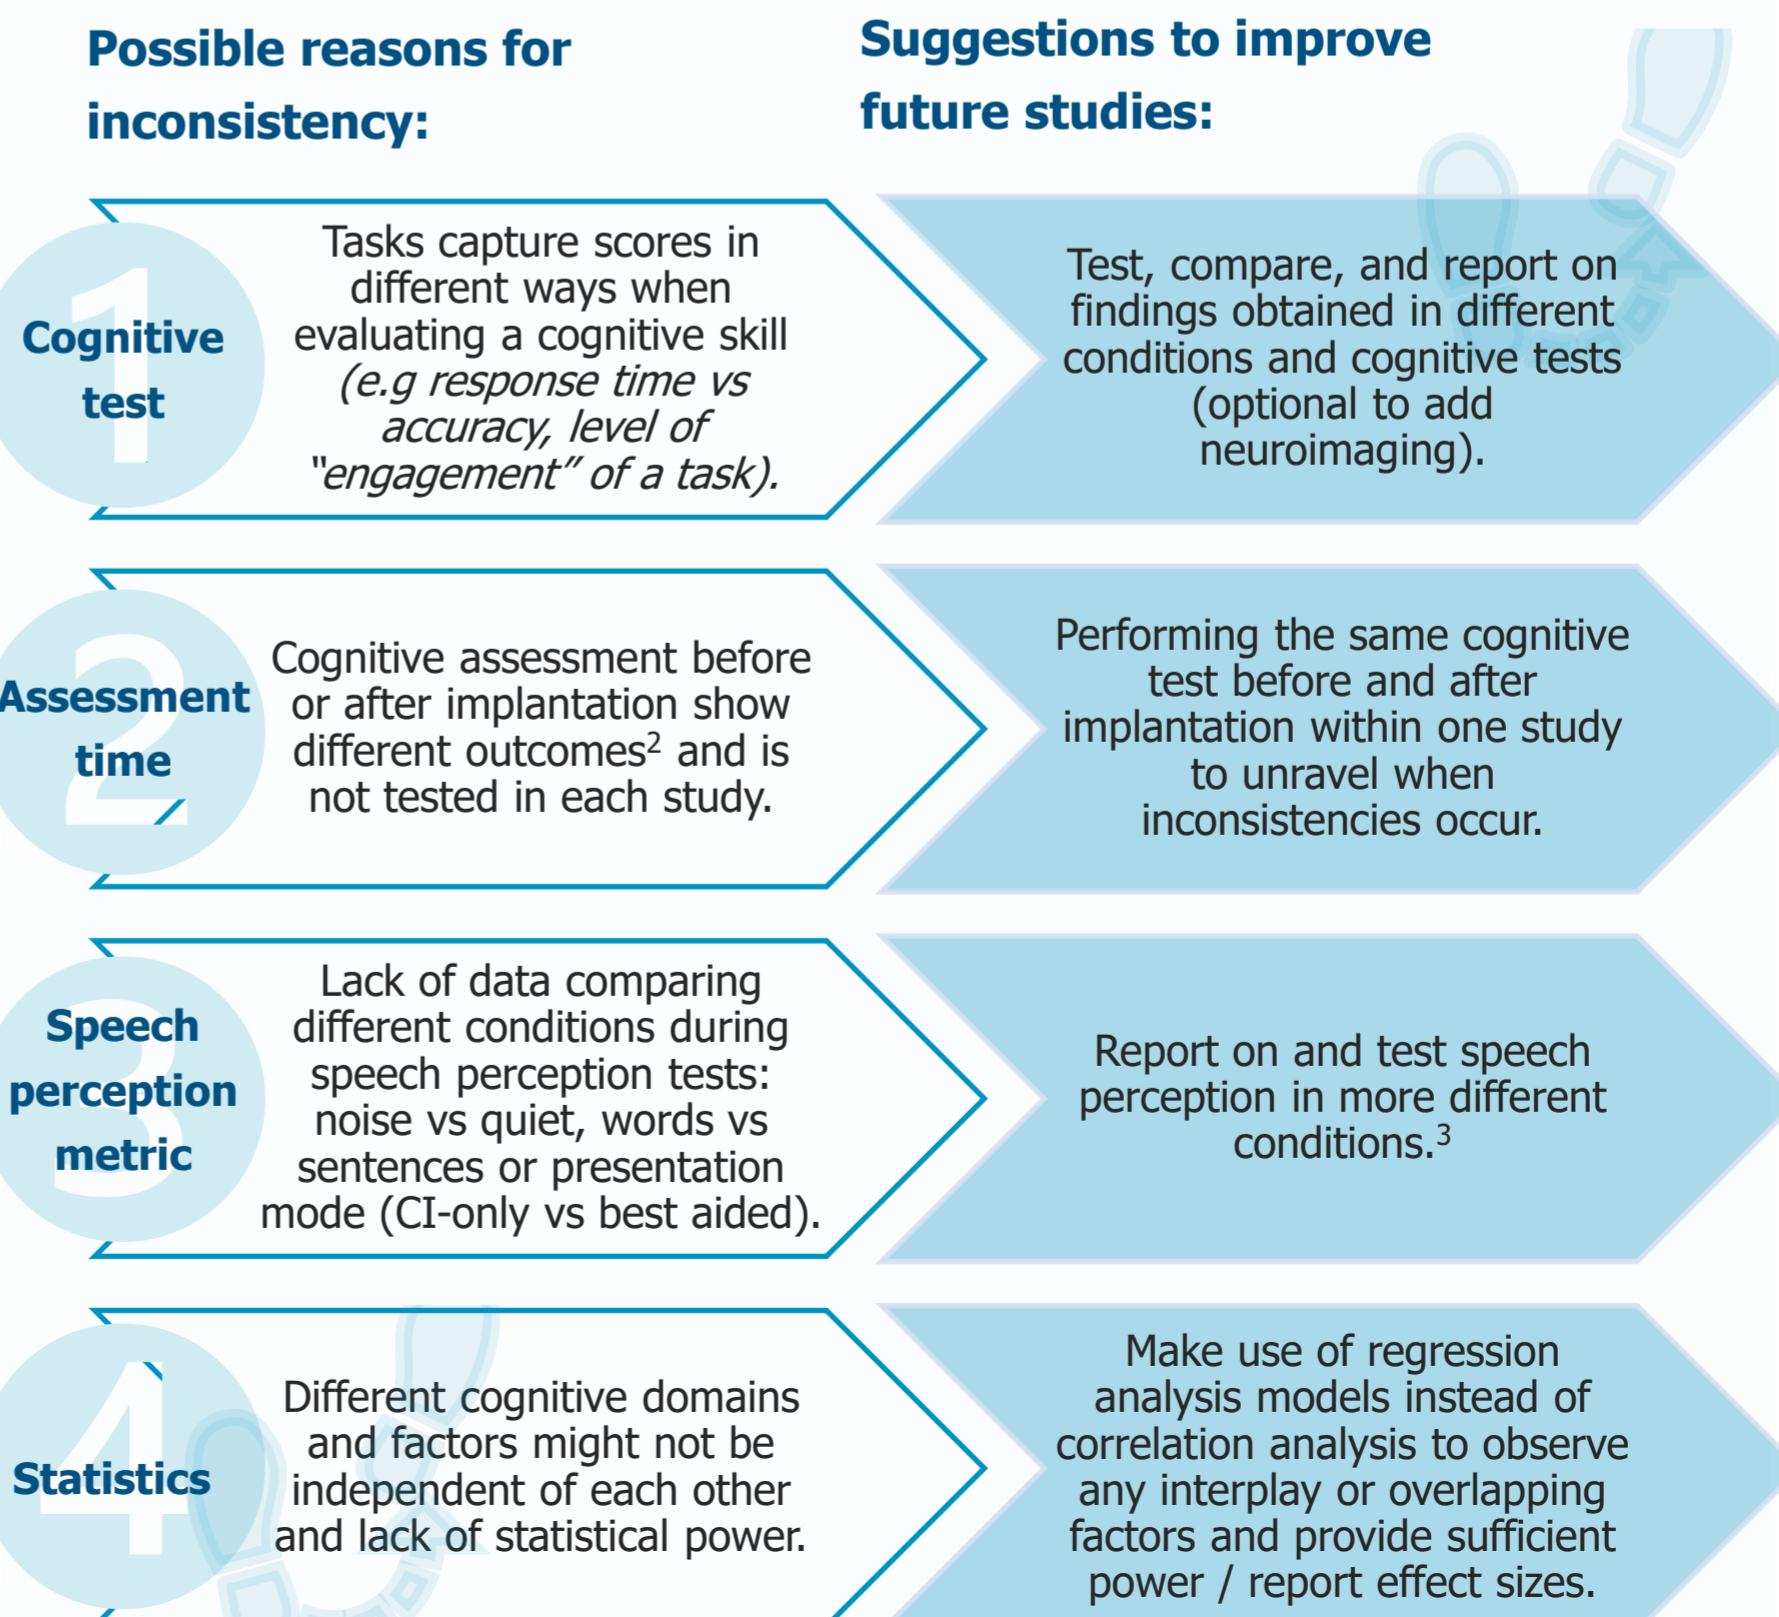 Possible reasons for
inconsistency:
Suggestions to improve
future studies:
1
Cognitive
test
Tasks capture scores in
different ways when
evaluating a cognitive skill
(e.g response time vs
accuracy, level of
“engagement” of a task).
Test, compare, and report on
findings obtained in different
conditions and cognitive tests
(optional to add
neuroimaging).
2
Assessment
time
Cognitive assessment before
or after implantation show
different outcomes² and is
not tested in each study.
Performing the same cognitive
test before and after
implantation within one study
to unravel when
inconsistencies occur.
3
Speech
perception
metric
Lack of data comparing
different conditions during
speech perception tests:
noise vs quiet, words vs
sentences or presentation
mode (CI-only vs best aided).
Report on and test speech
perception in more different
conditions.³
4
Statistics
Different cognitive domains
and factors might not be
independent of each other
and lack of statistical power.
Make use of regression
analysis models instead of
correlation analysis to observe
any interplay or overlapping
factors and provide sufficient
power / report effect sizes.